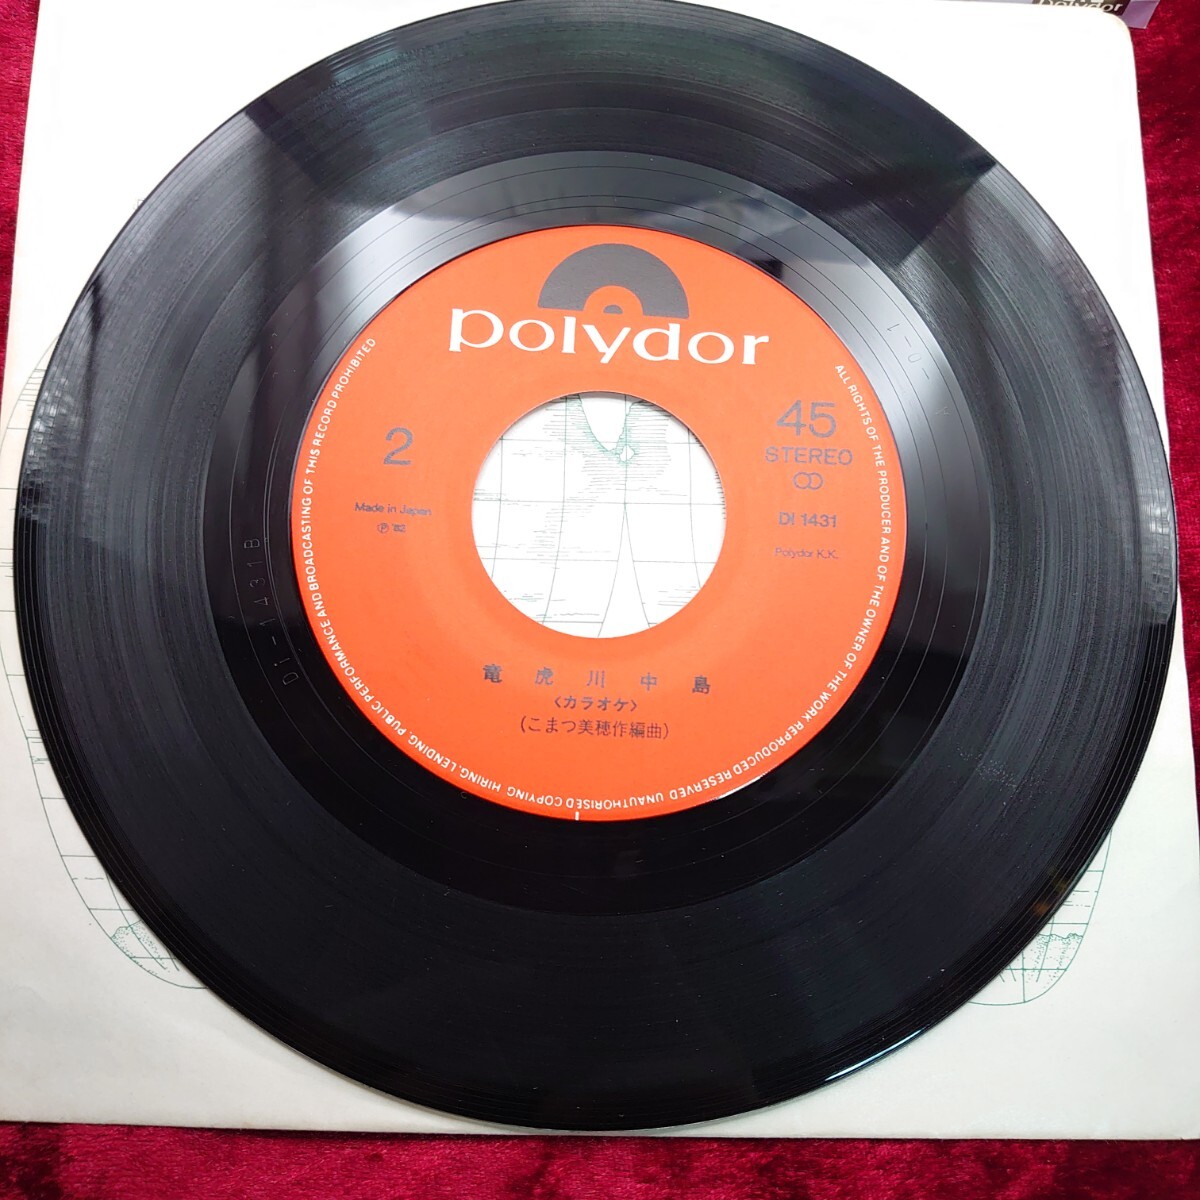 polydor
polydor
2
45
STEREO
Made in Japan
Ⓟ '82
DI 1431
Polydor K.K.
竜虎川中島
〈カラオケ〉
(こまつ美穂作編曲)
ALL RIGHTS OF THE PRODUCER AND OF THE OWNER OF THE WORK REPRODUCED RESERVED UNAUTHORISED COPYING HIRING, LENDING, PUBLIC PERFORMANCE AND BROADCASTING OF THIS RECORD PROHIBITED
DI-1431B